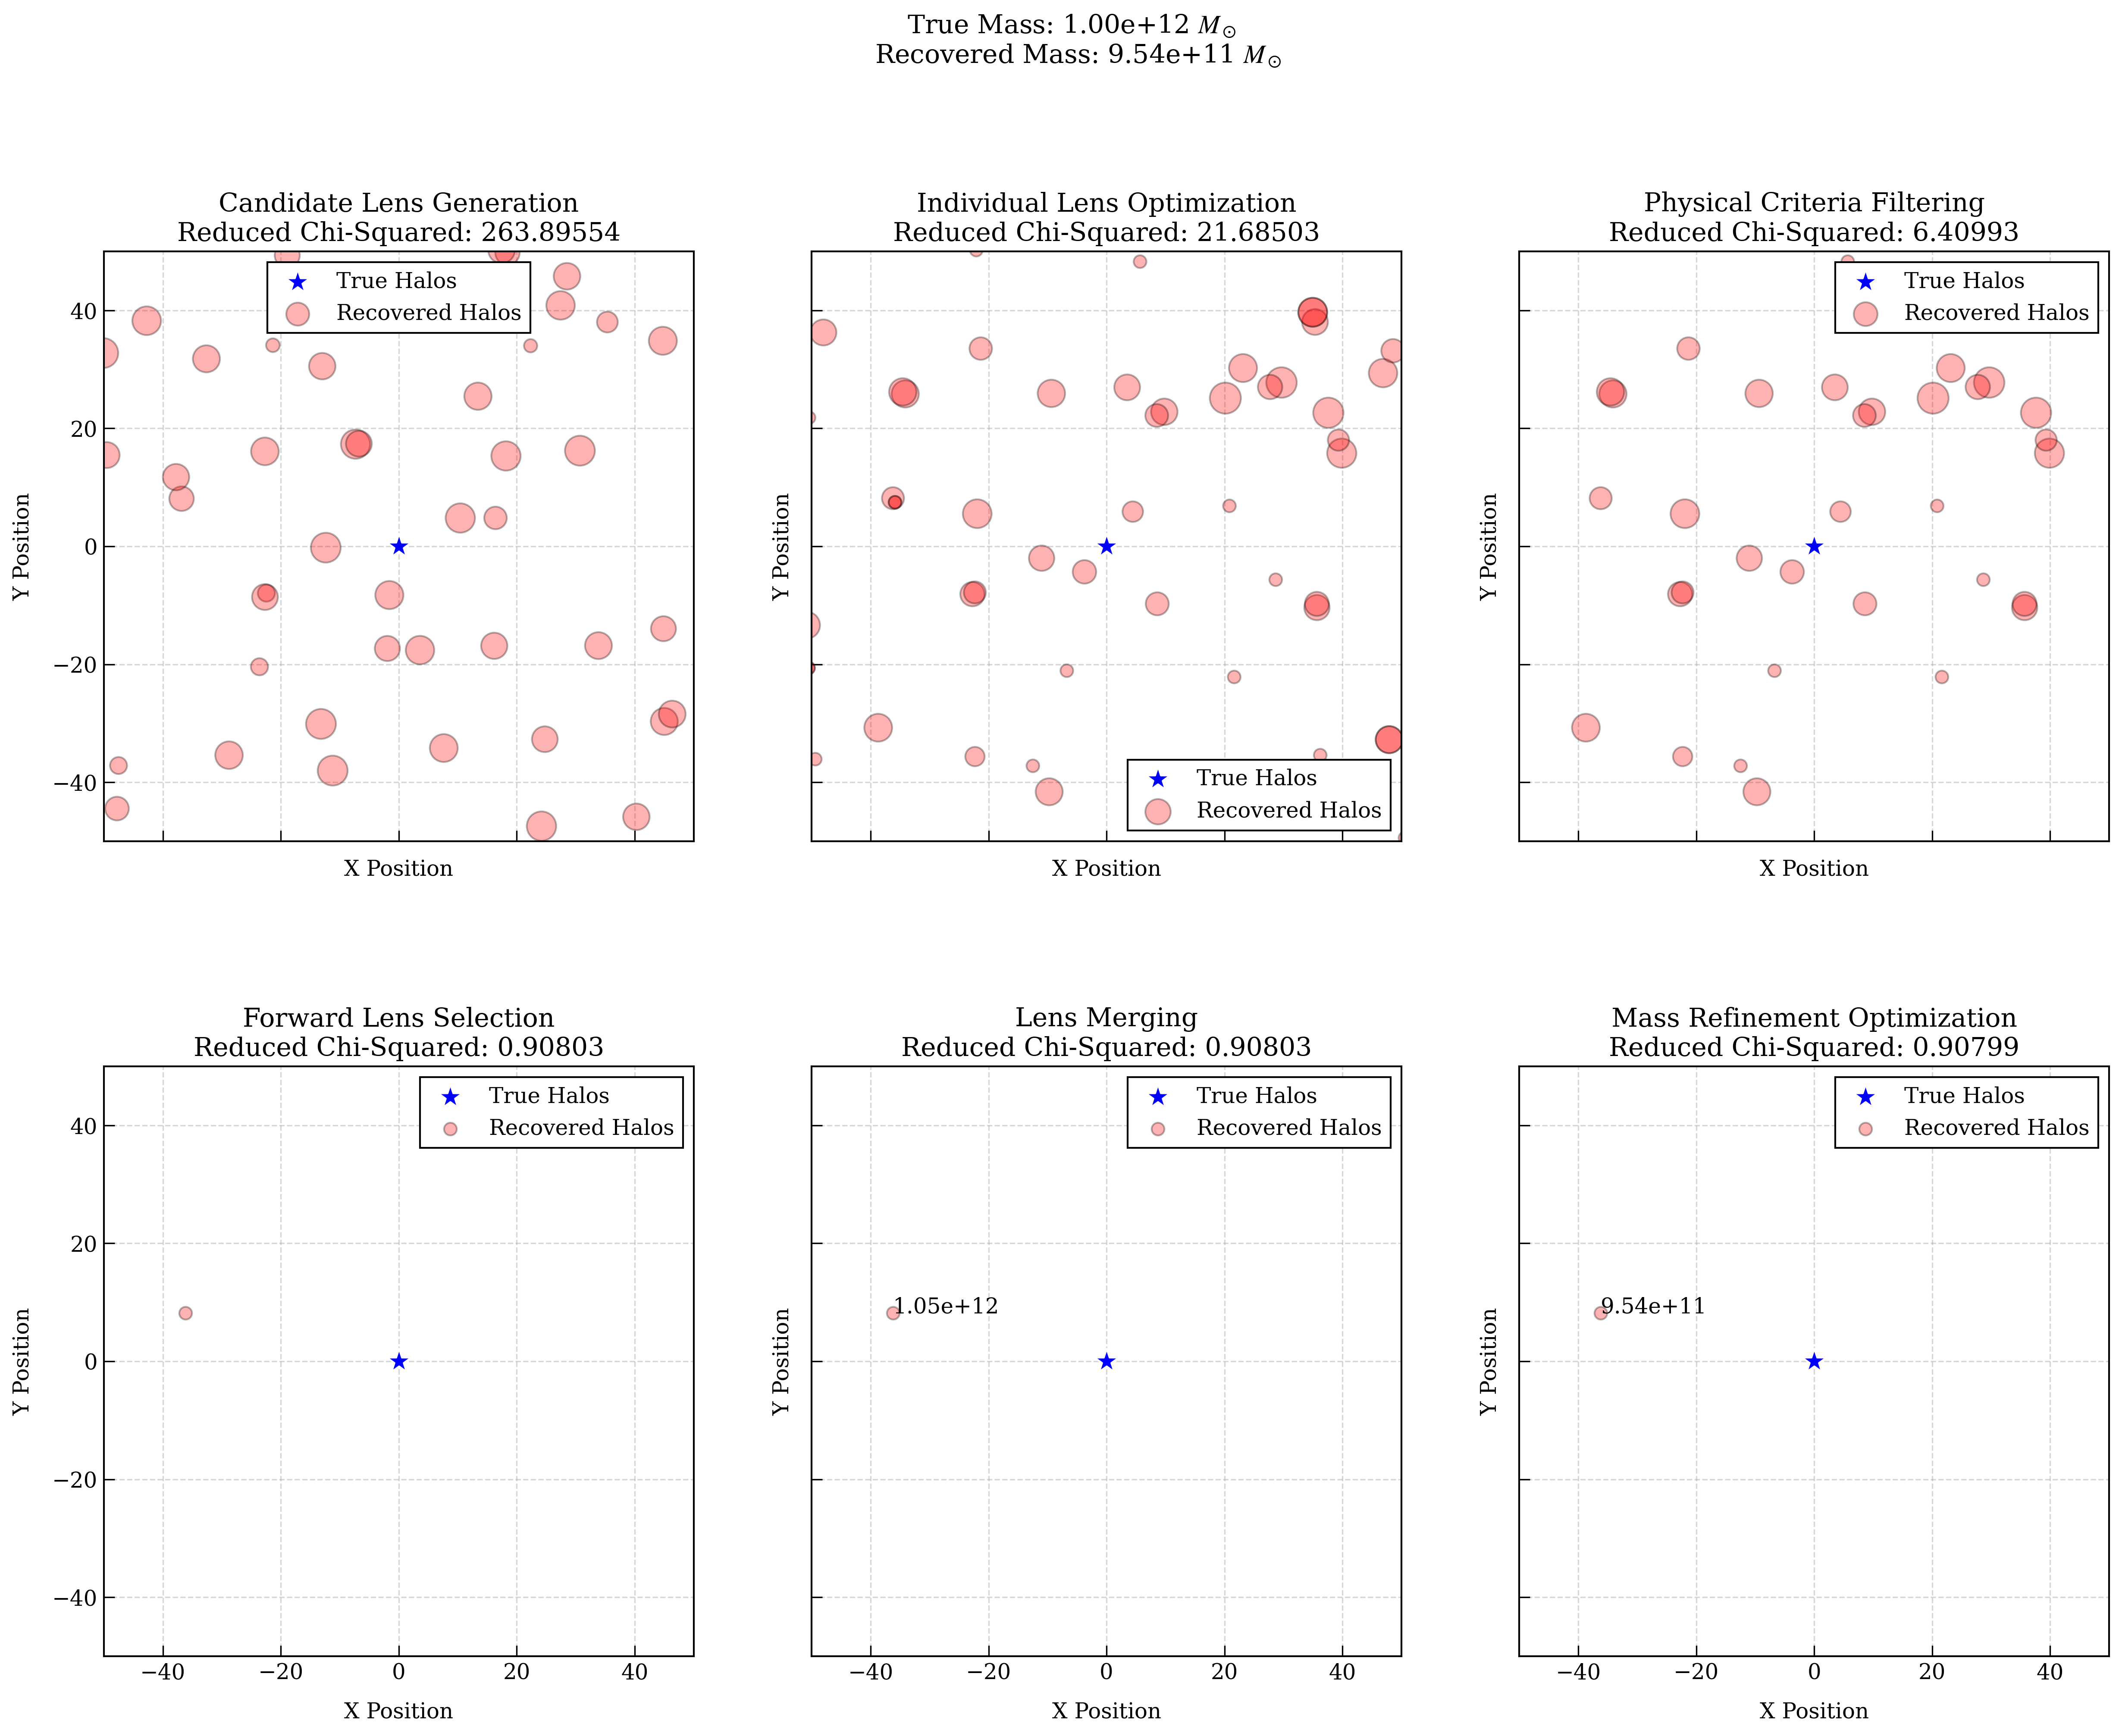 True Mass: 1.00e+12 M⊙
Recovered Mass: 9.54e+11 M⊙
Candidate Lens Generation
Reduced Chi-Squared: 263.89554
True Halos
Recovered Halos
40
20
0
−20
−40
Y Position
X Position
Individual Lens Optimization
Reduced Chi-Squared: 21.68503
True Halos
Recovered Halos
Y Position
X Position
Physical Criteria Filtering
Reduced Chi-Squared: 6.40993
True Halos
Recovered Halos
Y Position
X Position
Forward Lens Selection
Reduced Chi-Squared: 0.90803
True Halos
Recovered Halos
40
20
0
−20
−40
Y Position
−40 −20 0 20 40
X Position
Lens Merging
Reduced Chi-Squared: 0.90803
True Halos
Recovered Halos
1.05e+12
Y Position
−40 −20 0 20 40
X Position
Mass Refinement Optimization
Reduced Chi-Squared: 0.90799
True Halos
Recovered Halos
9.54e+11
Y Position
−40 −20 0 20 40
X Position